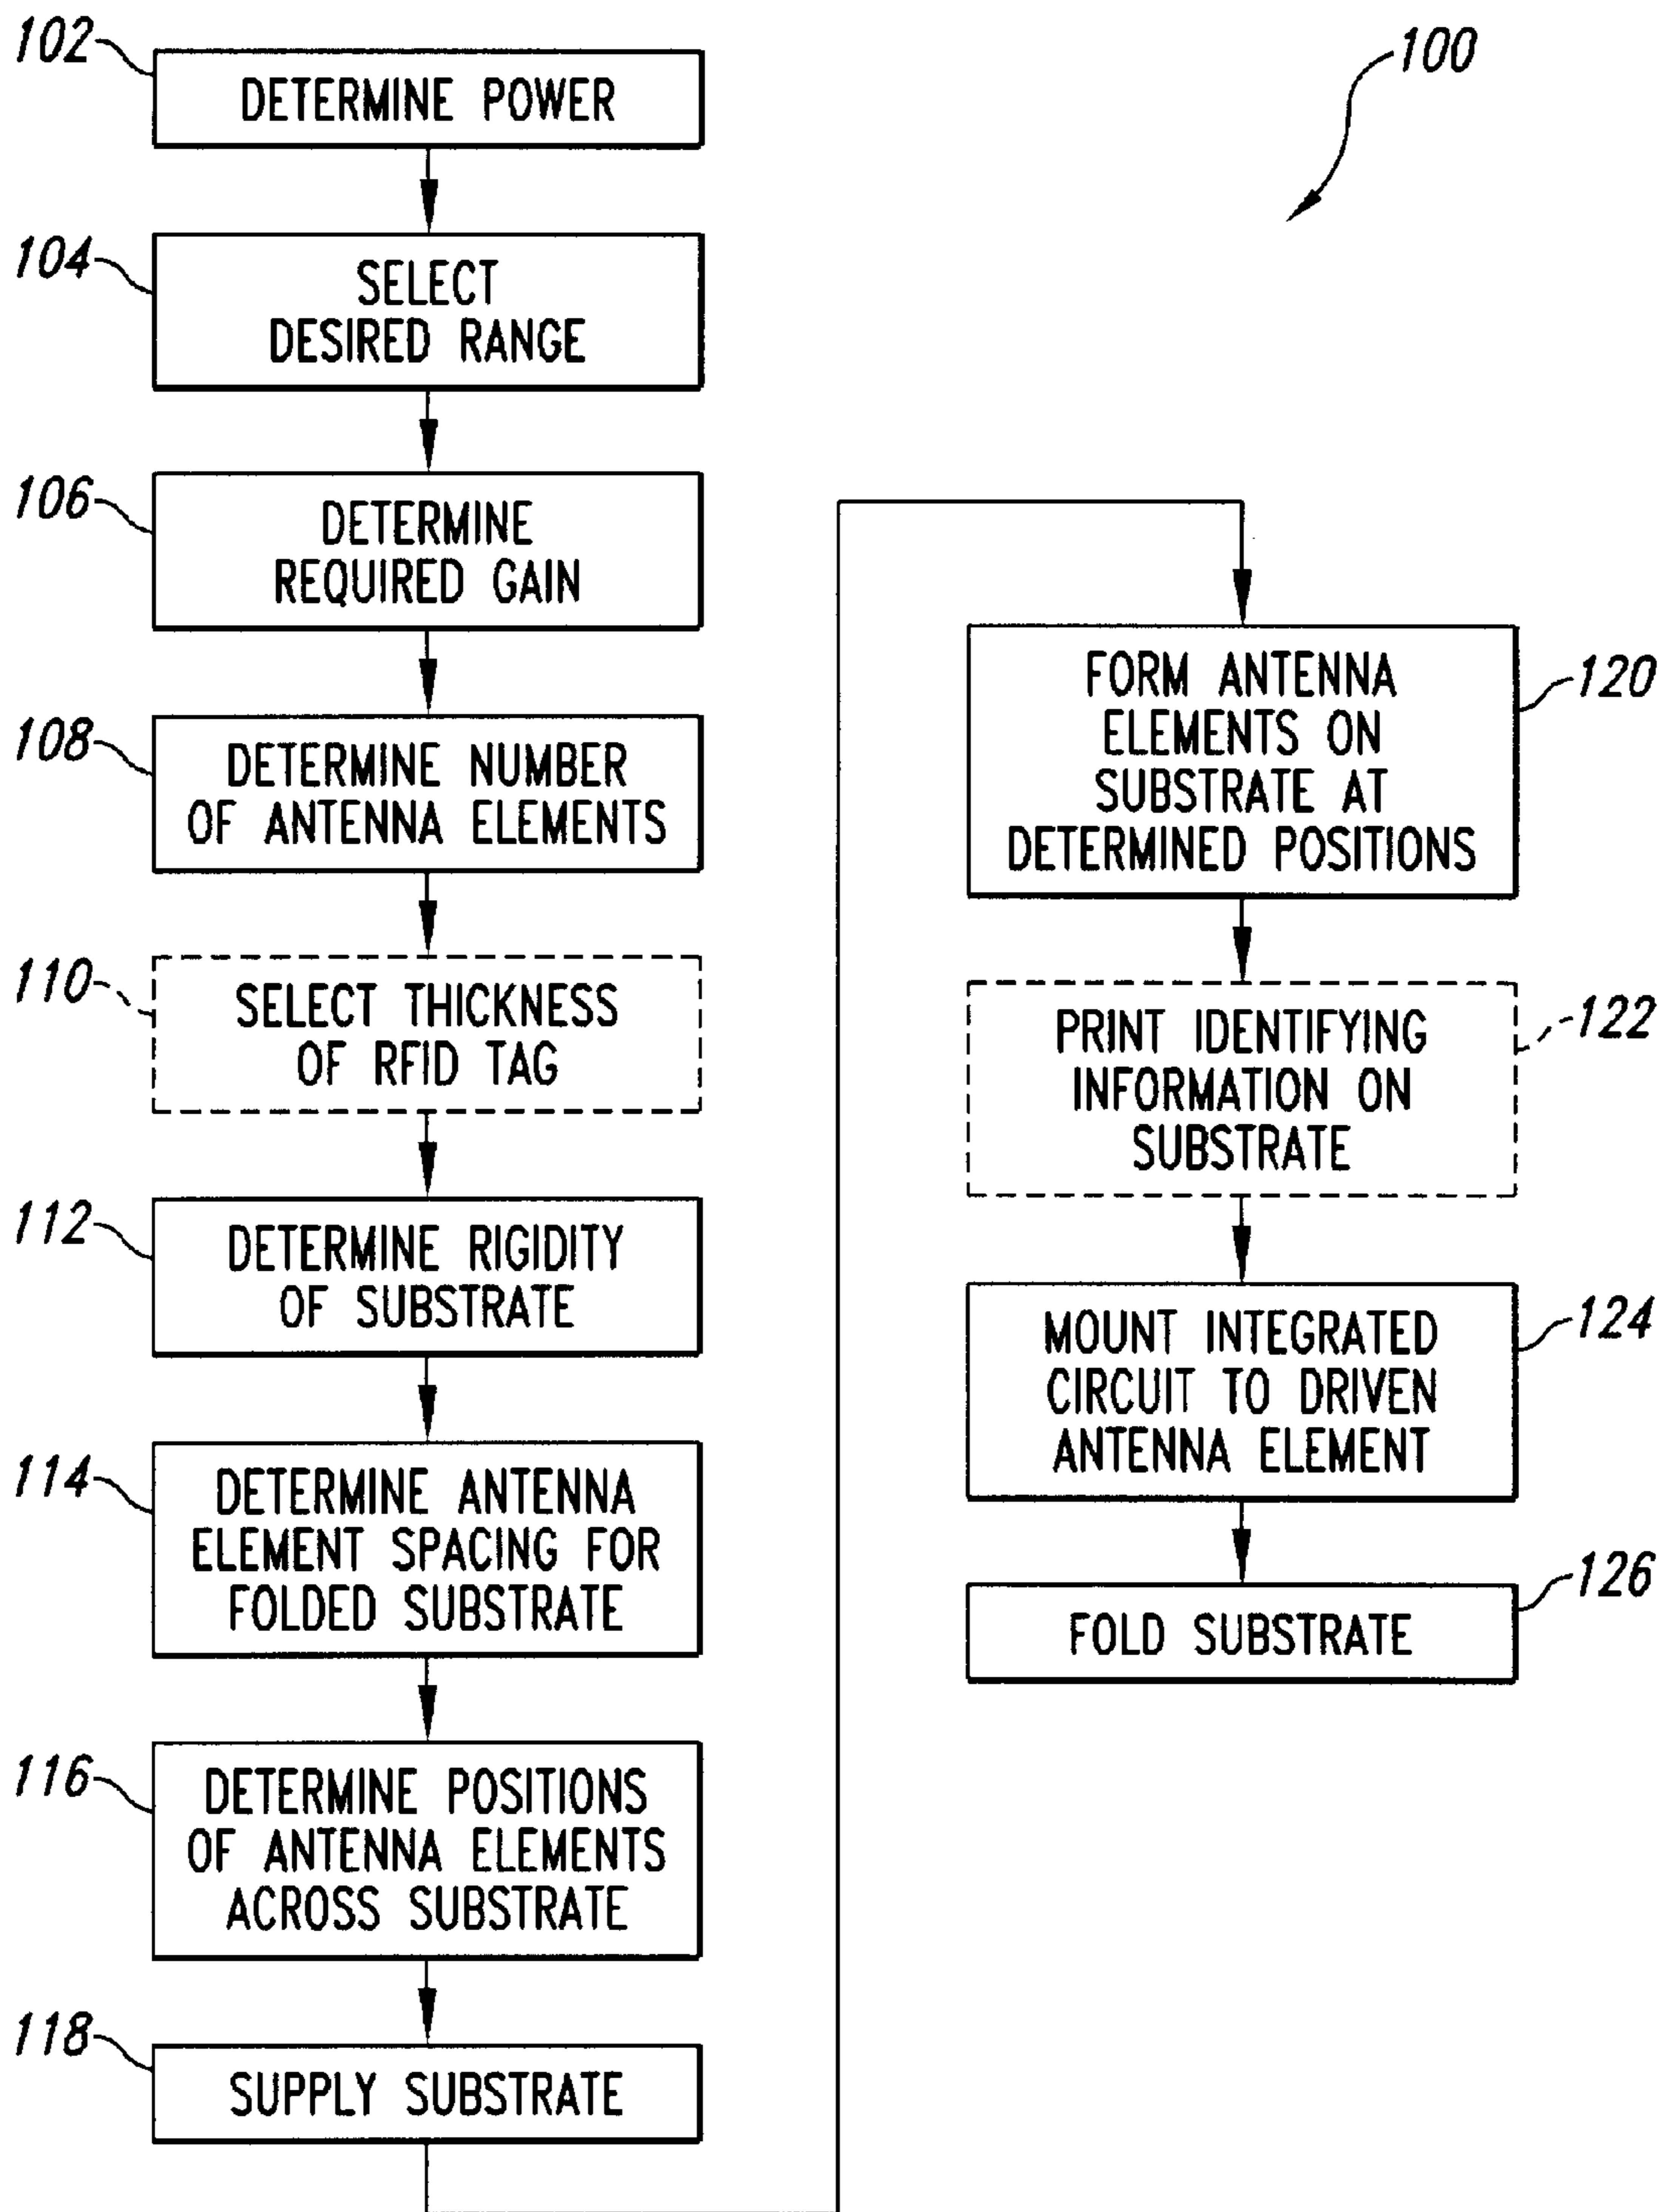 100
102
DETERMINE POWER
104
SELECT
DESIRED RANGE
106
DETERMINE
REQUIRED GAIN
108
DETERMINE NUMBER
OF ANTENNA ELEMENTS
110
SELECT THICKNESS
OF RFID TAG
112
DETERMINE RIGIDITY
OF SUBSTRATE
114
DETERMINE ANTENNA
ELEMENT SPACING FOR
FOLDED SUBSTRATE
116
DETERMINE POSITIONS
OF ANTENNA ELEMENTS
ACROSS SUBSTRATE
118
SUPPLY SUBSTRATE
FORM ANTENNA
ELEMENTS ON
SUBSTRATE AT
DETERMINED POSITIONS
120
PRINT IDENTIFYING
INFORMATION ON
SUBSTRATE
122
MOUNT INTEGRATED
CIRCUIT TO DRIVEN
ANTENNA ELEMENT
124
FOLD SUBSTRATE
126